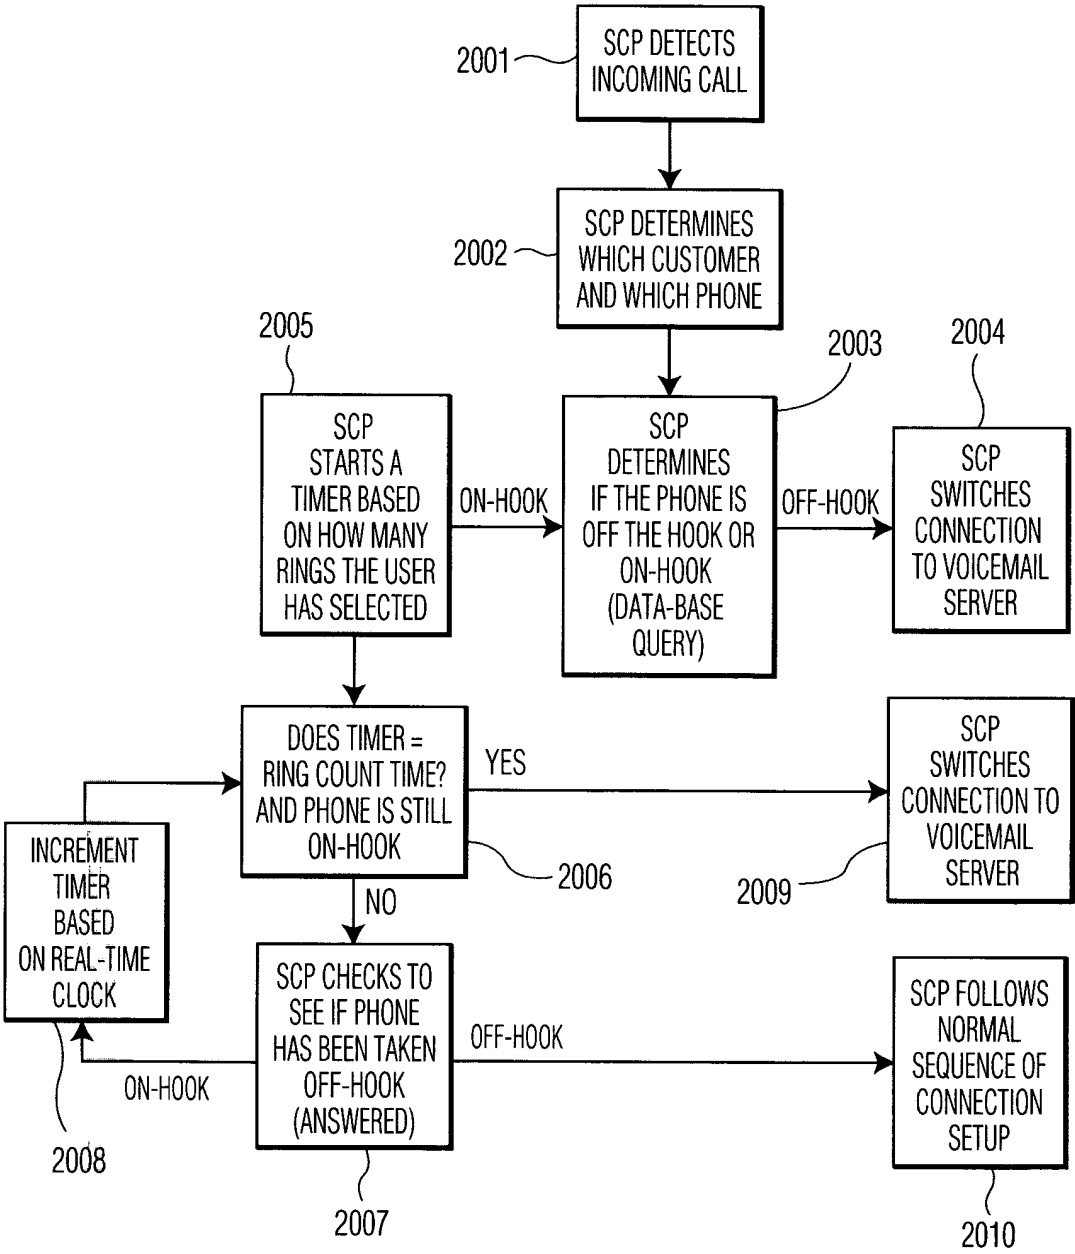 2001
SCP DETECTS
INCOMING CALL
2002
SCP DETERMINES
WHICH CUSTOMER
AND WHICH PHONE
2003
SCP
DETERMINES
IF THE PHONE IS
OFF THE HOOK OR
ON-HOOK
(DATA-BASE
QUERY)
OFF-HOOK
2004
SCP
SWITCHES
CONNECTION
TO VOICEMAIL
SERVER
ON-HOOK
2005
SCP
STARTS A
TIMER BASED
ON HOW MANY
RINGS THE USER
HAS SELECTED
DOES TIMER =
RING COUNT TIME?
AND PHONE IS STILL
ON-HOOK
2006
YES
SCP
SWITCHES
CONNECTION TO
VOICEMAIL
SERVER
2009
NO
SCP CHECKS TO
SEE IF PHONE
HAS BEEN TAKEN
OFF-HOOK
(ANSWERED)
2007
ON-HOOK
INCREMENT
TIMER
BASED
ON REAL-TIME
CLOCK
2008
OFF-HOOK
SCP FOLLOWS
NORMAL
SEQUENCE OF
CONNECTION
SETUP
2010